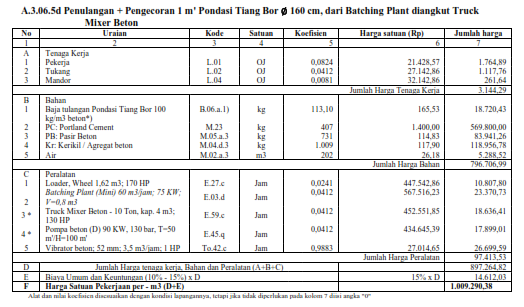 A.3.06.5d Penulangan + Pengecoran 1 m' Pondasi Tiang Bor Ø 160 cm, dari Batching Plant diangkut Truck
Mixer Beton
No Uraian Kode Satuan Koefisien Harga satuan (Rp) Jumlah harga
1 2 3 4 5 6 7
A Tenaga Kerja
1 Pekerja L.01 OJ 0,0824 21.428,57 1.764,89
2 Tukang L.02 OJ 0,0412 27.142,86 1.117,76
3 Mandor L.04 OJ 0,0081 32.142,86 261,64
Jumlah Harga Tenaga Kerja 3.144,29
B Bahan
1 Baja tulangan Pondasi Tiang Bor 100 kg/m3 beton*) B.06.a.1) kg 113,10 165,53 18.720,43
2 PC: Portland Cement M.23 kg 407 1.400,00 569.800,00
3 PB: Pasir Beton M.05.a.3 kg 731 114,83 83.941,26
4 Kr: Kerikil / Agregat beton M.04.d.3 kg 1.009 117,90 118.956,78
5 Air M.02.a.3 m3 202 26,18 5.288,52
Jumlah Harga Bahan 796.706,99
C Peralatan
1 Loader, Wheel 1,62 m3; 170 HP E.27.c Jam 0,0241 447.542,86 10.807,80
2 Batching Plant (Mini) 60 m3/jam; 75 KW; V=0,8 m3 E.03.d Jam 0,0412 567.516,23 23.370,73
3 * Truck Mixer Beton - 10 Ton, kap. 4 m3; 130 HP E.59.c Jam 0,0412 452.551,85 18.636,41
4 * Pompa beton (D) 90 KW, 130 bar, T=50 m'/H=100 m' E.45.q Jam 0,0412 434.645,39 17.899,01
5 Vibrator beton; 52 mm; 3,5 m3/jam; 1 HP To.42.c Jam 0,9883 27.014,65 26.699,59
Jumlah Harga Peralatan 97.413,53
D Jumlah Harga tenaga kerja, Bahan dan Peralatan (A+B+C) 897.264,82
E Biaya Umum dan Keuntungan (10% - 15%) x D 15% x D 14.612,03
F Harga Satuan Pekerjaan per - m3 (D+E) 1.009.290,38
Alat dan nilai koefisien disesuaikan dengan kondisi lapangannya, tetapi jika tidak diperlukan pada kolom 7 diisi angka "0"